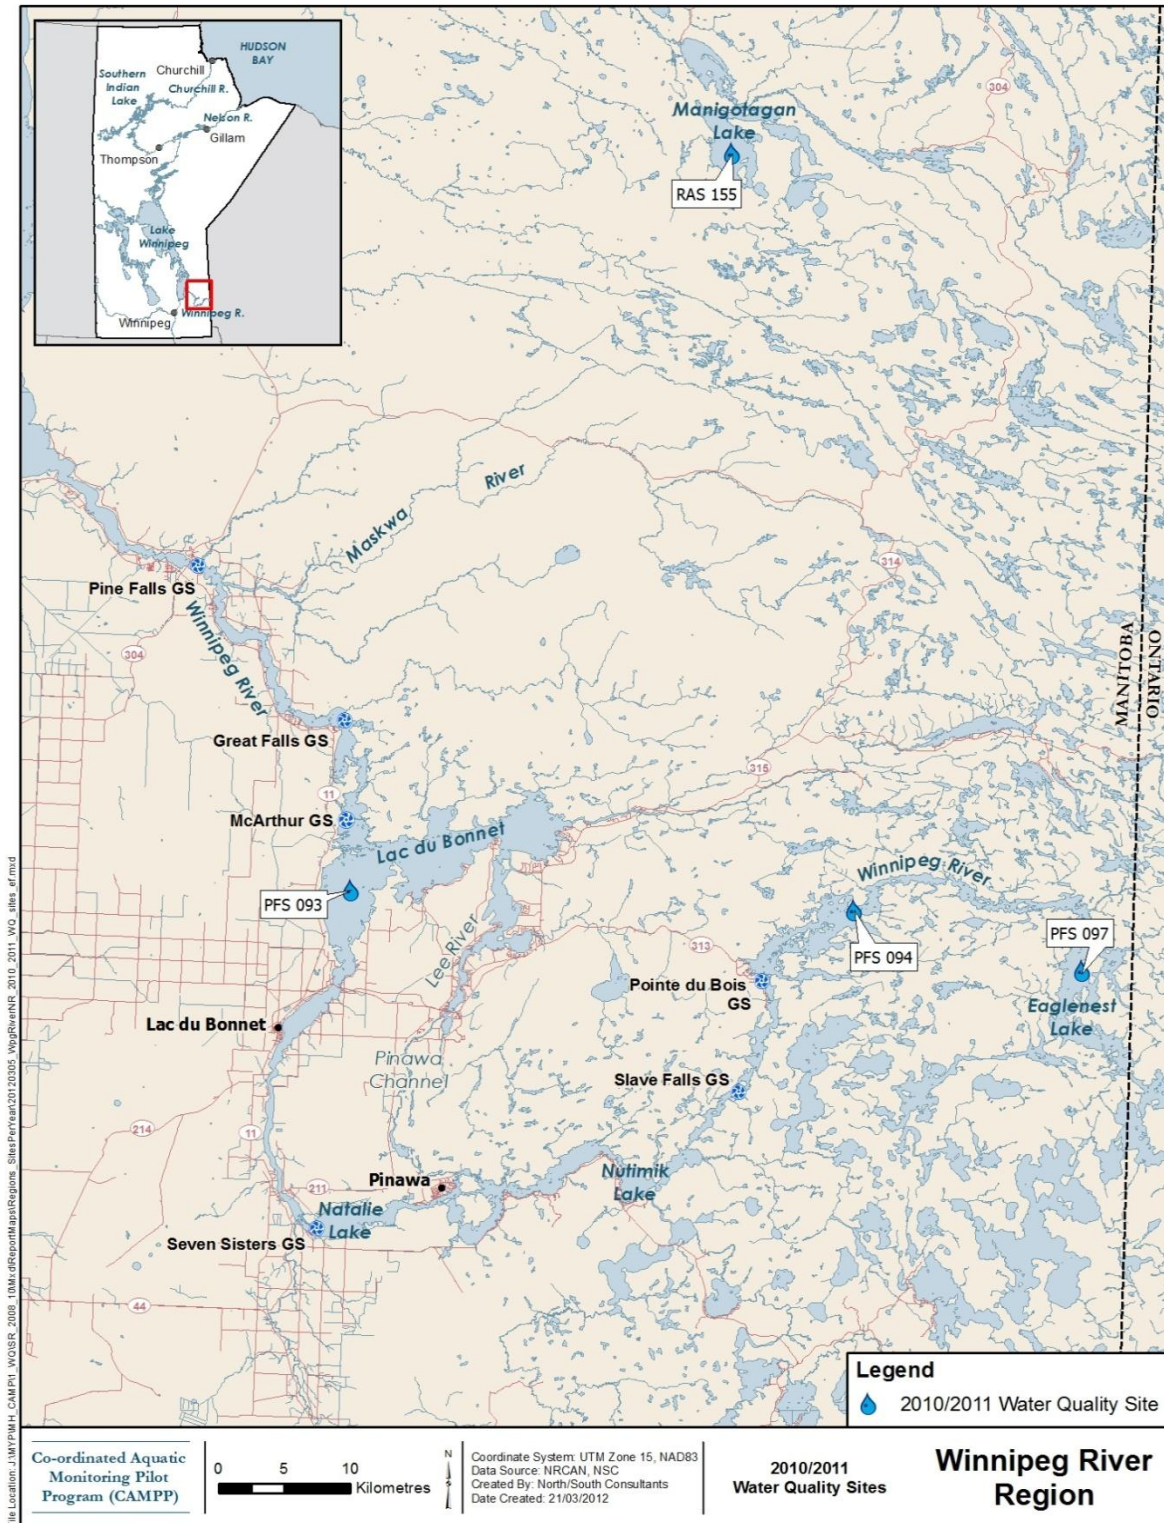 HUDSON
BAY
Churchill
Southern
Indian
Lake
Churchill R.
Nelson R.
Gillam
Thompson
Lake
Winnipeg
Winnipeg
Winnipeg R.
Manigotagan
Lake
RAS 155
304
Maskwa River
Pine Falls GS
Winnipeg River
304
314
MANITOBA
ONTARIO
Great Falls GS
315
11
McArthur GS
Lac du Bonnet
PFS 093
Winnipeg River
PFS 094
PFS 097
Lee River
313
Pointe du Bois
GS
Eaglenest
Lake
Lac du Bonnet
Pinawa
Channel
Slave Falls GS
214
11
Pinawa
211
Nutimik
Lake
Natalie
Lake
Seven Sisters GS
44
Legend
2010/2011 Water Quality Site
Co-ordinated Aquatic
Monitoring Pilot
Program (CAMPP)
0 5 10
Kilometres
N
Coordinate System: UTM Zone 15, NAD83
Data Source: NRCAN, NSC
Created By: North/South Consultants
Date Created: 21/03/2012
2010/2011
Water Quality Sites
Winnipeg River
Region